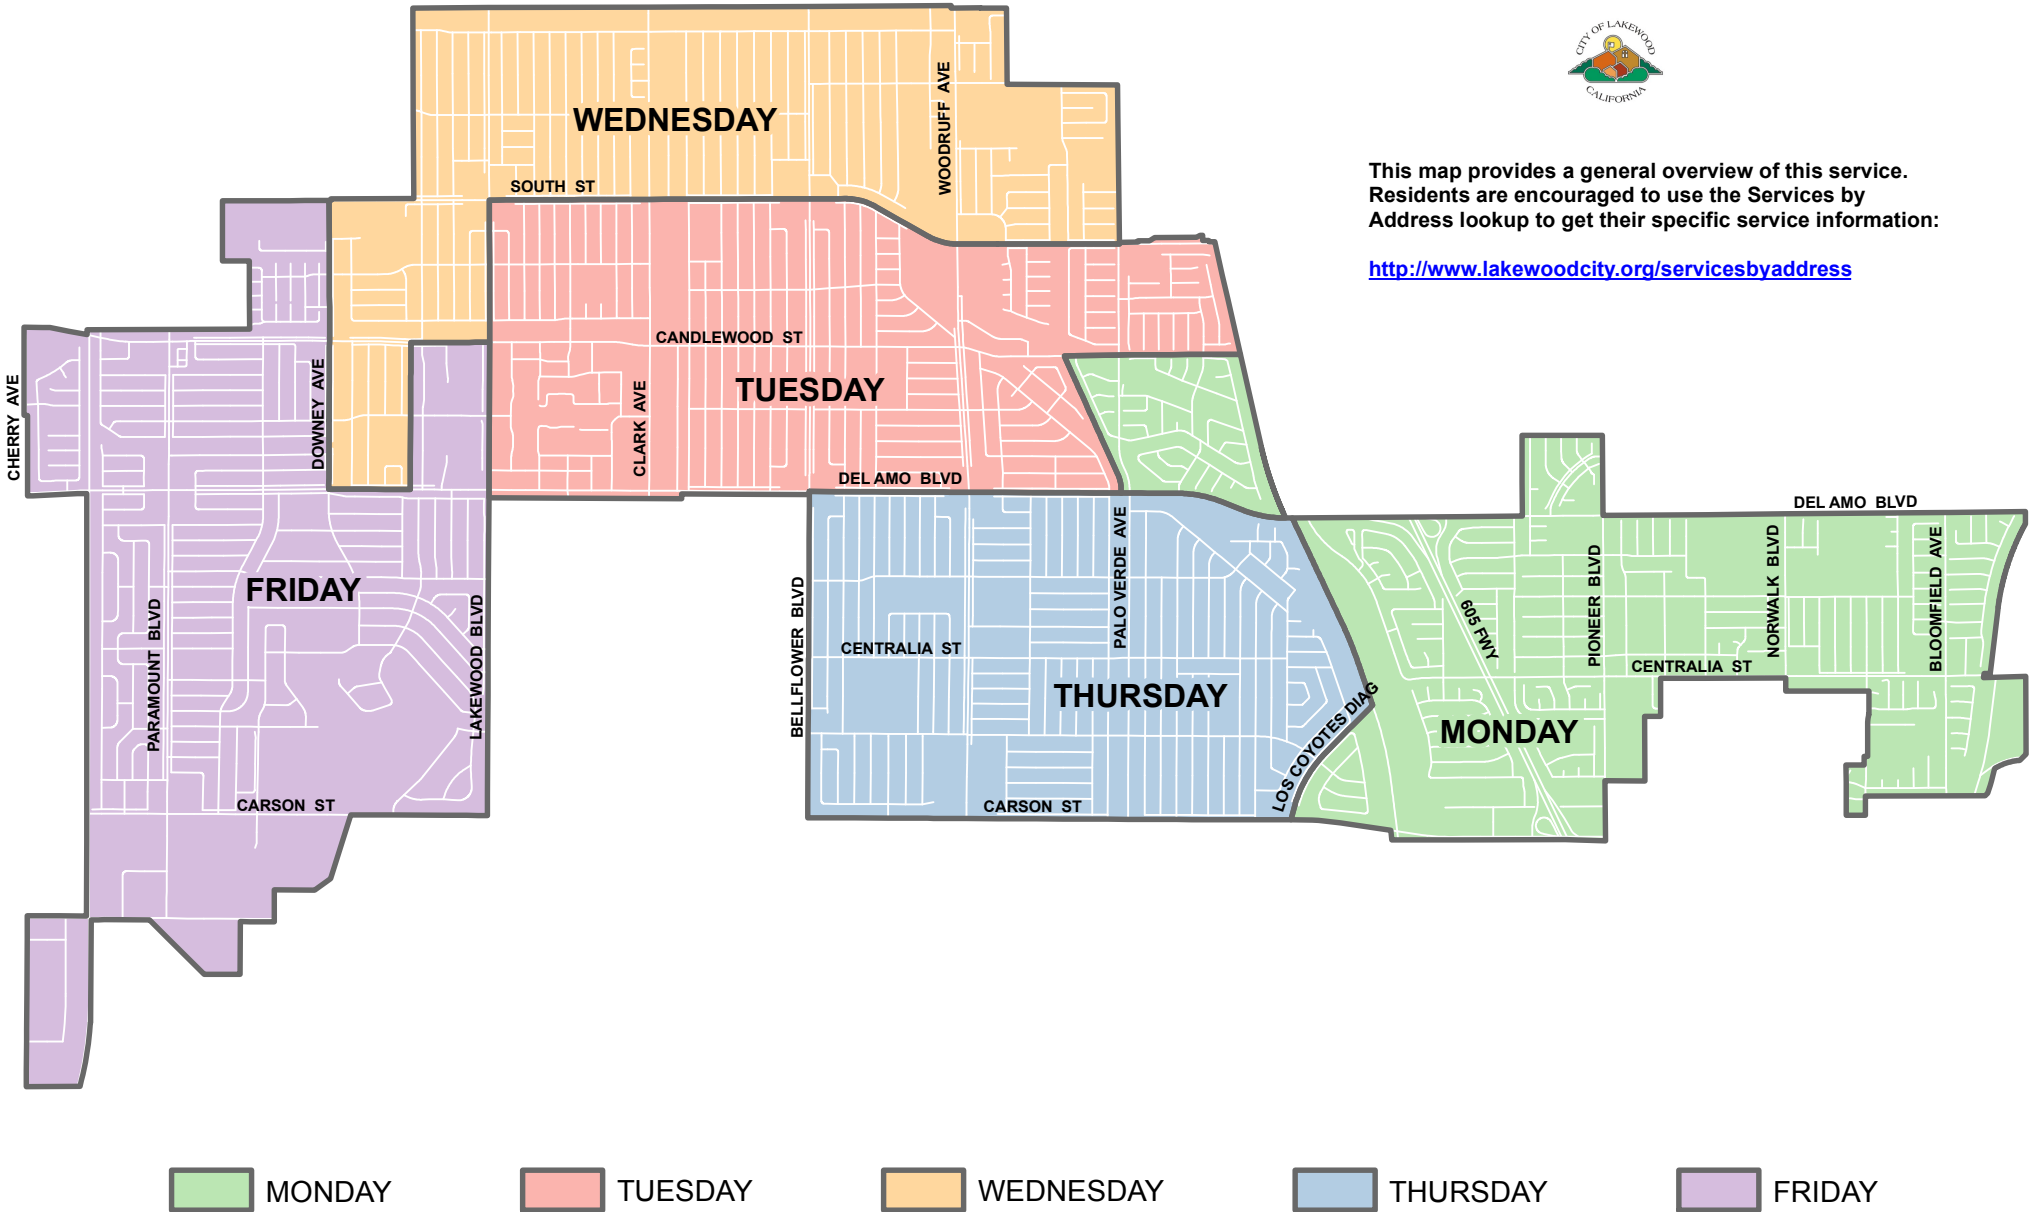 CITY OF LAKEWOOD
CALIFORNIA
This map provides a general overview of this service.
Residents are encouraged to use the Services by
Address lookup to get their specific service information:
http://www.lakewoodcity.org/servicesbyaddress
WEDNESDAY
WOODRUFF AVE
SOUTH ST
CANDLEWOOD ST
TUESDAY
CLARK AVE
DEL AMO BLVD
CHERRY AVE
DOWNEY AVE
FRIDAY
PARAMOUNT BLVD
LAKEWOOD BLVD
CARSON ST
BELLFLOWER BLVD
PALO VERDE AVE
CENTRALIA ST
THURSDAY
LOS COYOTES DIAG
CARSON ST
DEL AMO BLVD
605 FWY
PIONEER BLVD
NORWALK BLVD
BLOOMFIELD AVE
CENTRALIA ST
MONDAY
MONDAY
TUESDAY
WEDNESDAY
THURSDAY
FRIDAY